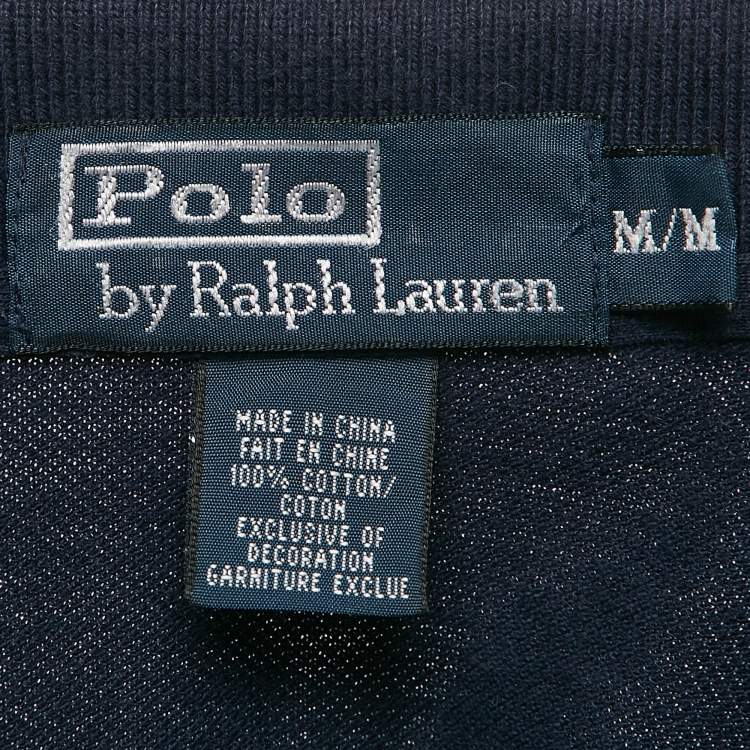 Polo
by Ralph Lauren
M/M
MADE IN CHINA
FAIT EN CHINE
100% COTTON/
COTON
EXCLUSIVE OF
DECORATION
GARNITURE EXCLUE